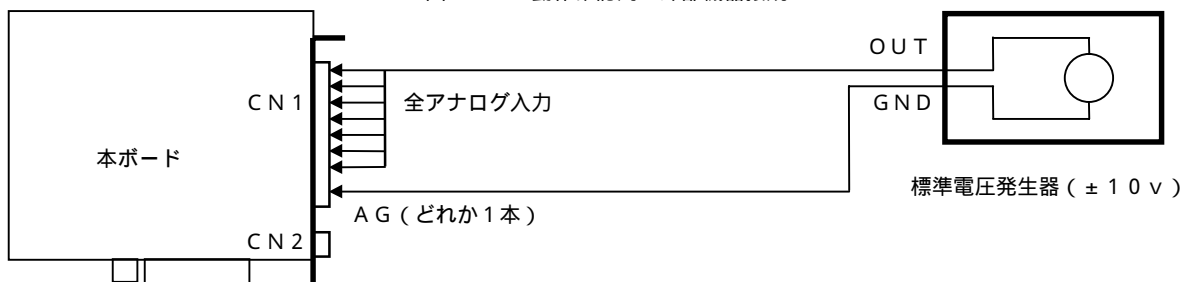 OUT
CN1
全アナログ入力
GND
本ボード
標準電圧発生器(±10v)
AG(どれか1本)
CN2